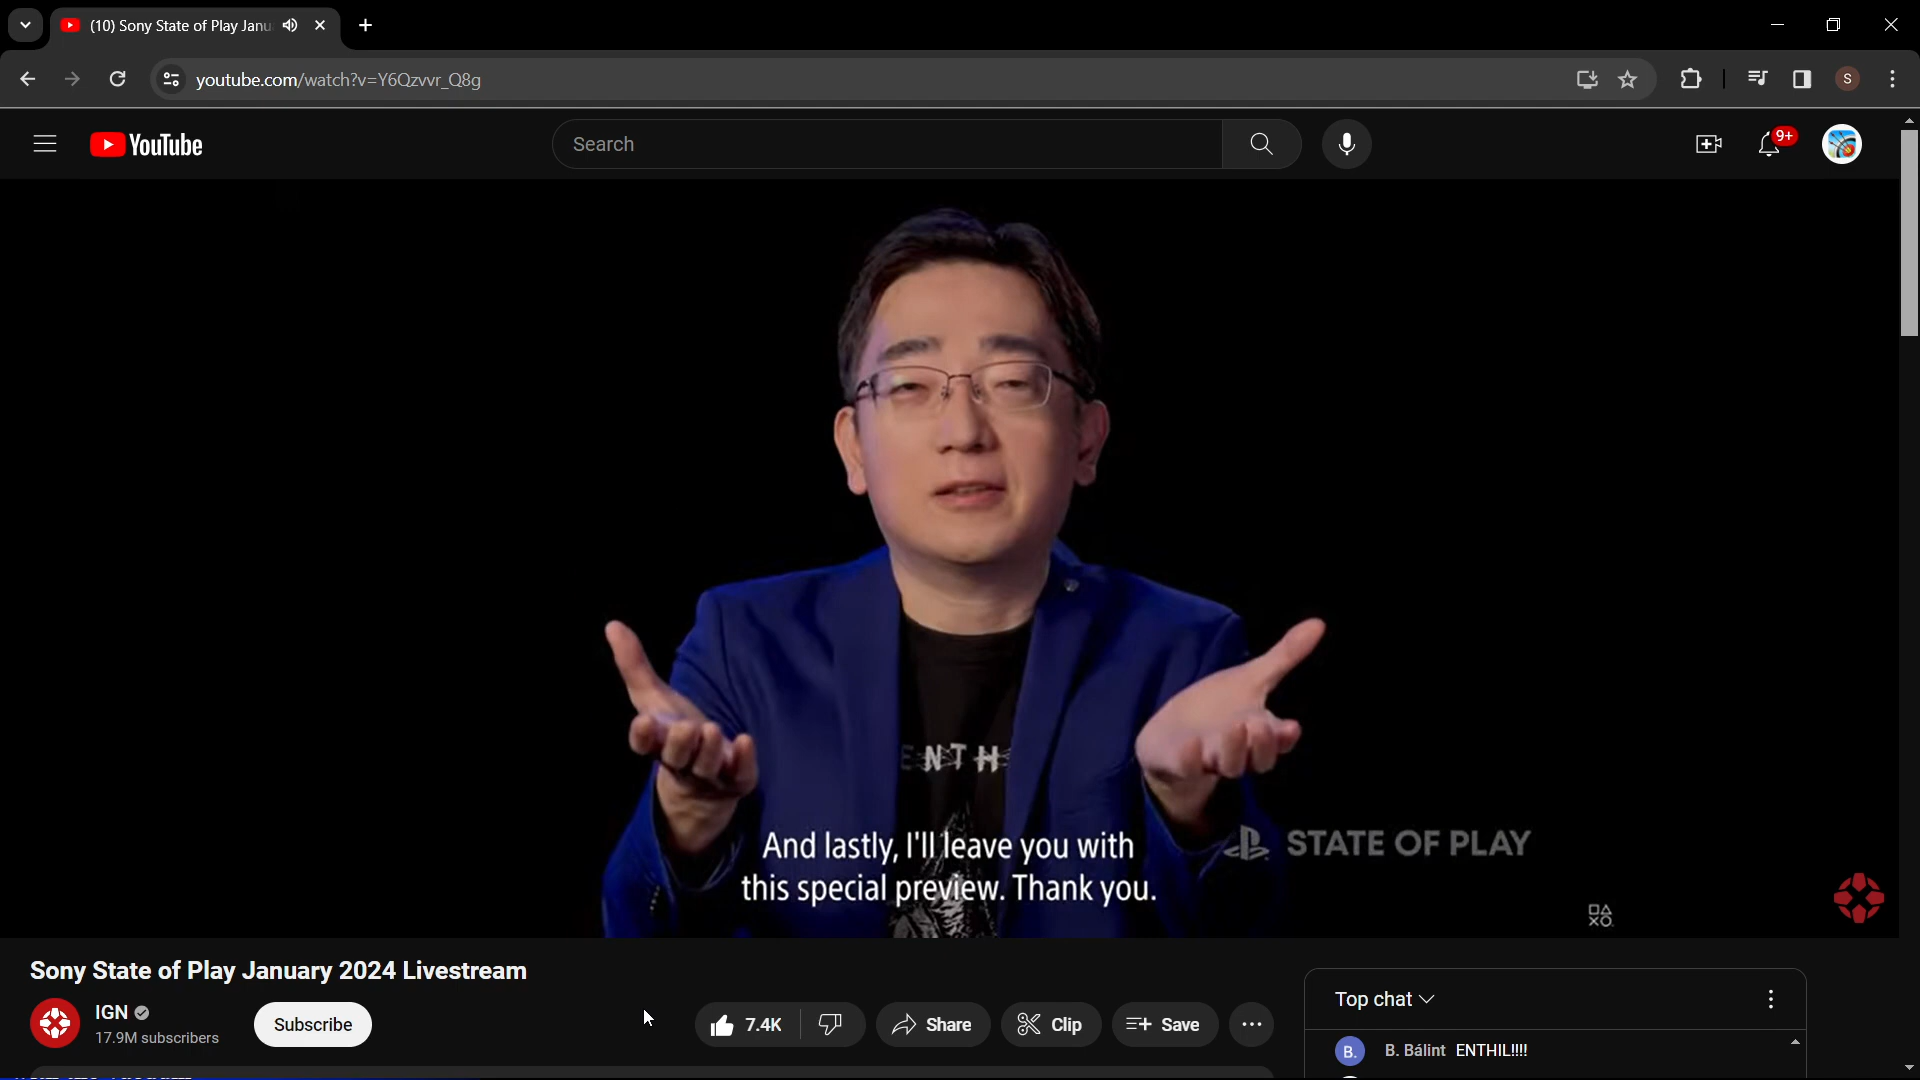 (10) Sony State of Play Janu
youtube.com/watch?v=Y6Qzvvr_Q8g
S
YouTube
Search
9+
ENTH
And lastly, I'll leave you with
this special preview. Thank you.
STATE OF PLAY
Sony State of Play January 2024 Livestream
IGN
17.9M subscribers
Subscribe
7.4K
Share
Clip
Save
Top chat
B.
B. Bálint ENTHIL!!!!